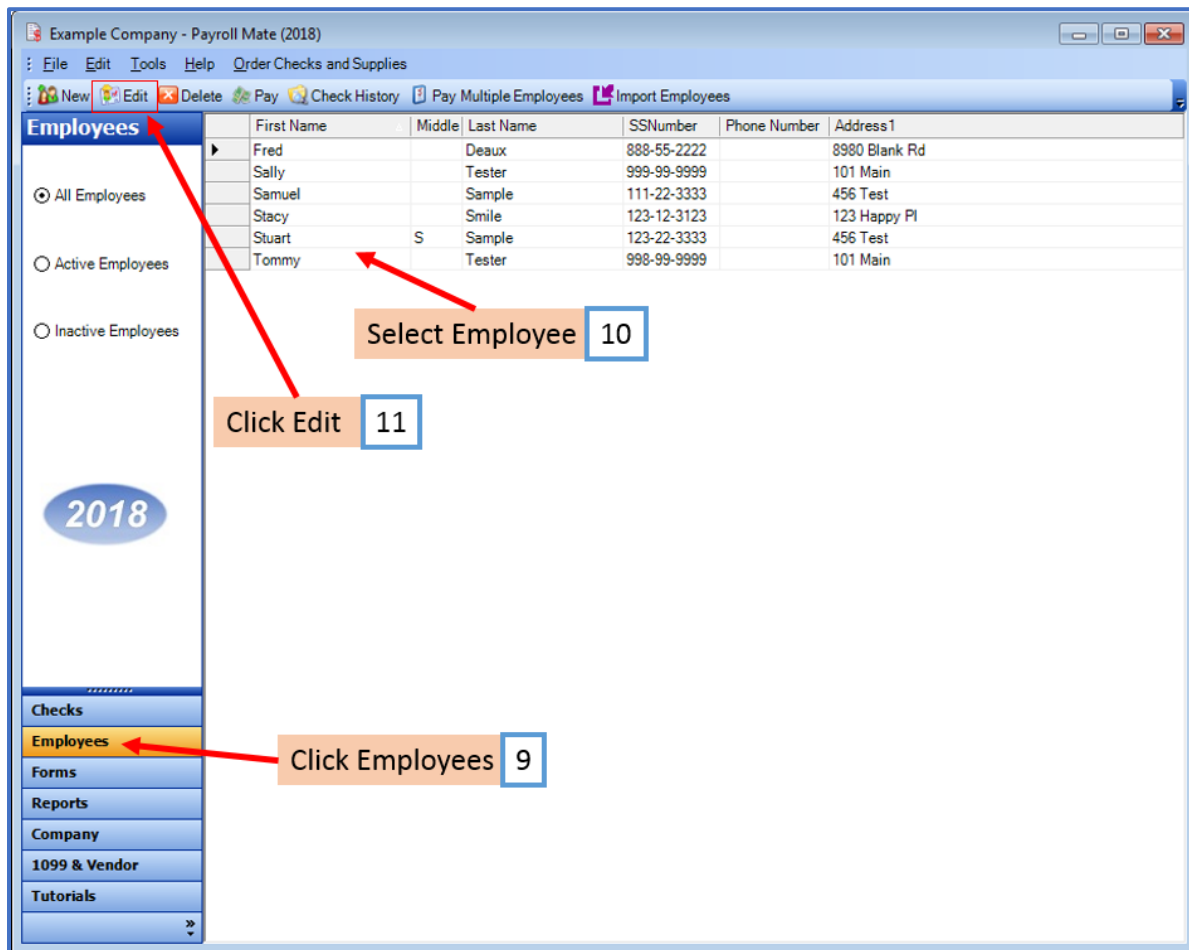 Example Company - Payroll Mate (2018)
File Edit Tools Help Order Checks and Supplies
New Edit Delete Pay Check History Pay Multiple Employees Import Employees
Employees
First Name Middle Last Name SSNumber Phone Number Address1
Fred Deaux 888-55-2222 8980 Blank Rd
Sally Tester 999-99-9999 101 Main
All Employees
Samuel Sample 111-22-3333 456 Test
Stacy Smile 123-12-3123 123 Happy Pl
Stuart S Sample 123-22-3333 456 Test
Active Employees
Tommy Tester 998-99-9999 101 Main
Inactive Employees
Select Employee 10
Click Edit 11
2018
Checks
Employees
Click Employees 9
Forms
Reports
Company
1099 & Vendor
Tutorials